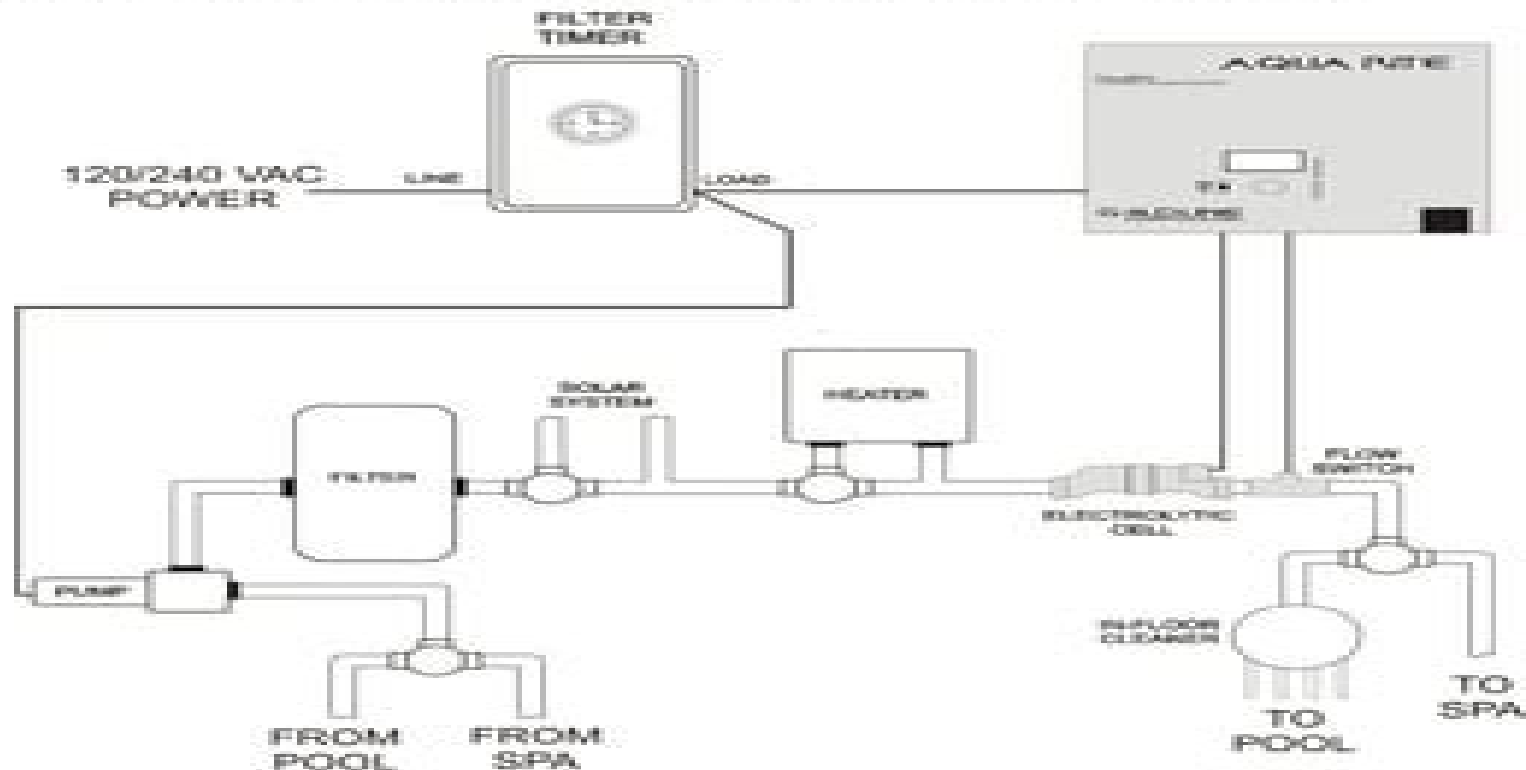 FILTER
TIMER
AQUA RITE
120/240 VAC
POWER
LINE
LOAD
SOLAR
SYSTEM
HEATER
FILTER
FLOW
SWITCH
ELECTROLYTIC
CELL
PUMP
IN-FLOOR
CLEANER
FROM
POOL
FROM
SPA
TO
POOL
TO
SPA